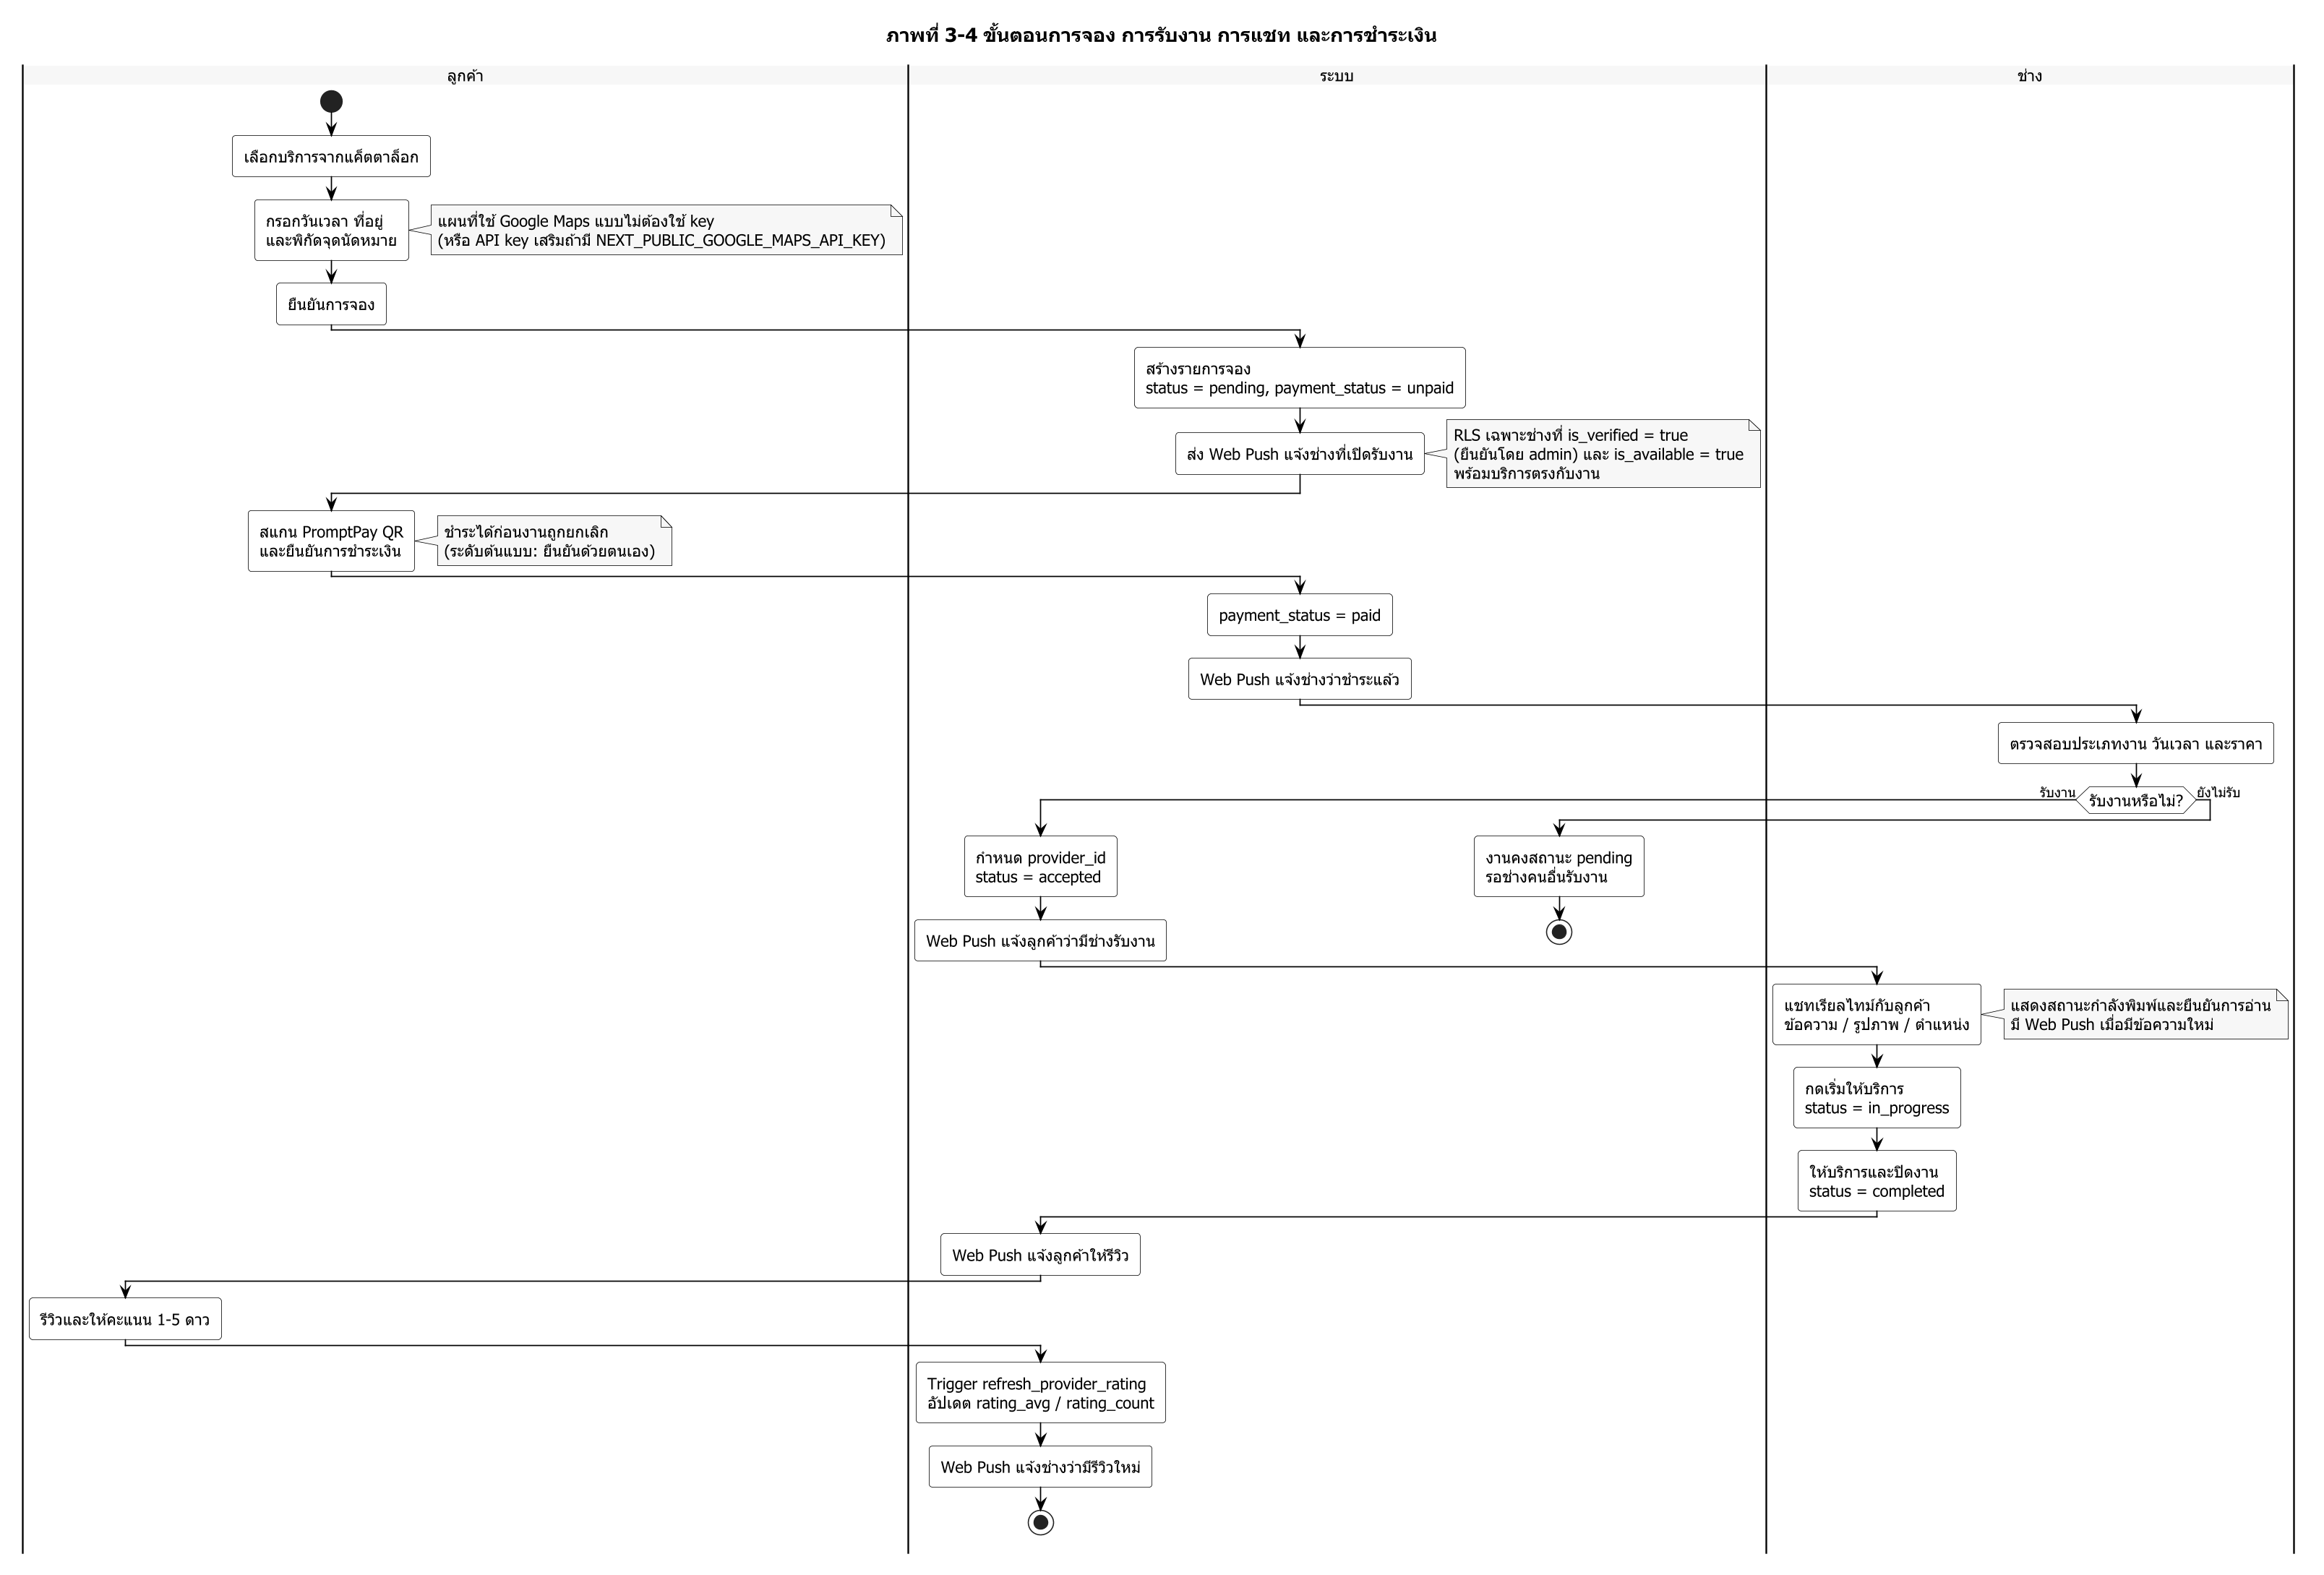 ภาพที่ 3-4 ขั้นตอนการจอง การรับงาน การแชท และการชำระเงิน
ลูกค้า
ระบบ
ช่าง
เลือกบริการจากแค็ตตาล็อก
กรอกวันเวลา ที่อยู่
และพิกัดจุดนัดหมาย
แผนที่ใช้ Google Maps แบบไม่ต้องใช้ key
(หรือ API key เสริมถ้ามี NEXT_PUBLIC_GOOGLE_MAPS_API_KEY)
ยืนยันการจอง
สร้างรายการจอง
status = pending, payment_status = unpaid
ส่ง Web Push แจ้งช่างที่เปิดรับงาน
RLS เฉพาะช่างที่ is_verified = true
(ยืนยันโดย admin) และ is_available = true
พร้อมบริการตรงกับงาน
สแกน PromptPay QR
และยืนยันการชำระเงิน
ชำระได้ก่อนงานถูกยกเลิก
(ระดับต้นแบบ: ยืนยันด้วยตนเอง)
payment_status = paid
Web Push แจ้งช่างว่าชำระแล้ว
ตรวจสอบประเภทงาน วันเวลา และราคา
รับงาน
รับงานหรือไม่?
ยังไม่รับ
กำหนด provider_id
status = accepted
งานคงสถานะ pending
รอช่างคนอื่นรับงาน
Web Push แจ้งลูกค้าว่ามีช่างรับงาน
แชทเรียลไทม์กับลูกค้า
ข้อความ / รูปภาพ / ตำแหน่ง
แสดงสถานะกำลังพิมพ์และยืนยันการอ่าน
มี Web Push เมื่อมีข้อความใหม่
กดเริ่มให้บริการ
status = in_progress
ให้บริการและปิดงาน
status = completed
Web Push แจ้งลูกค้าให้รีวิว
รีวิวและให้คะแนน 1-5 ดาว
Trigger refresh_provider_rating
อัปเดต rating_avg / rating_count
Web Push แจ้งช่างว่ามีรีวิวใหม่